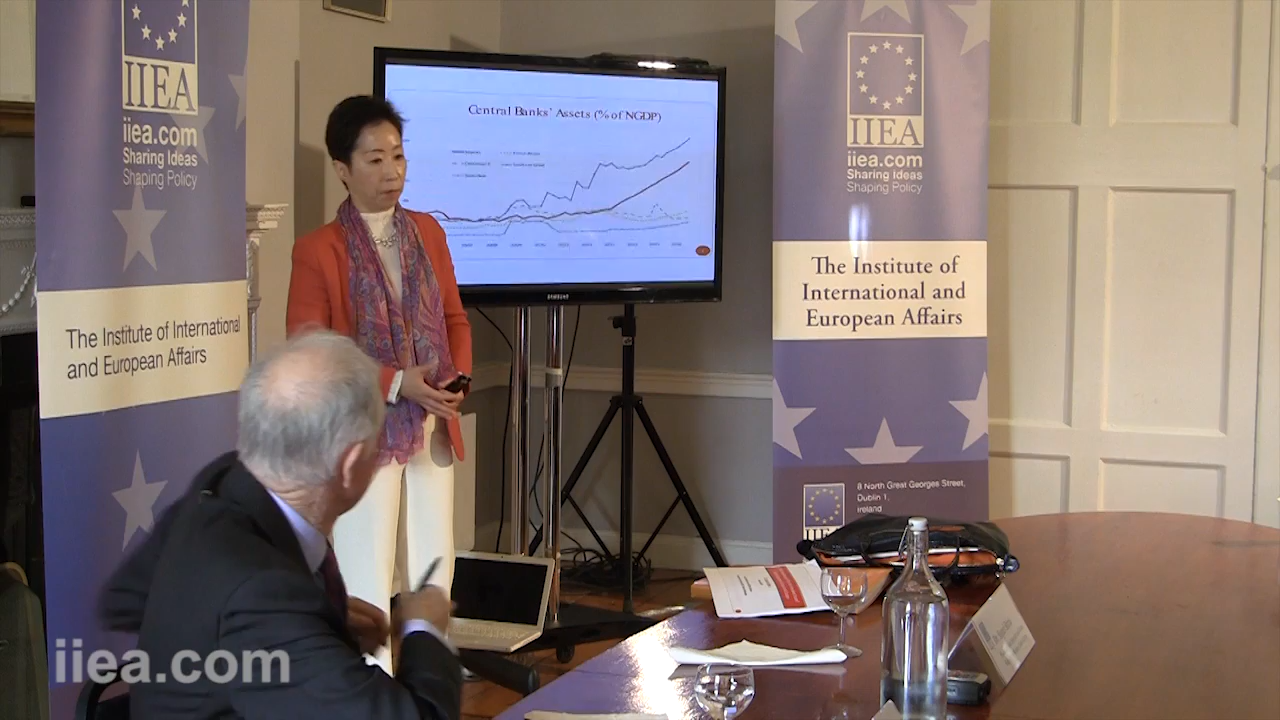 IIEA
iiea.com
Sharing Ideas
Shaping Policy
The Institute of International
and European Affairs
Central Banks' Assets (% of NGDP)
SAMSUNG
IIEA
iiea.com
Sharing Ideas
Shaping Policy
The Institute of
International and
European Affairs
8 North Great Georges Street,
Dublin 1,
Ireland
IIEA
iiea.com